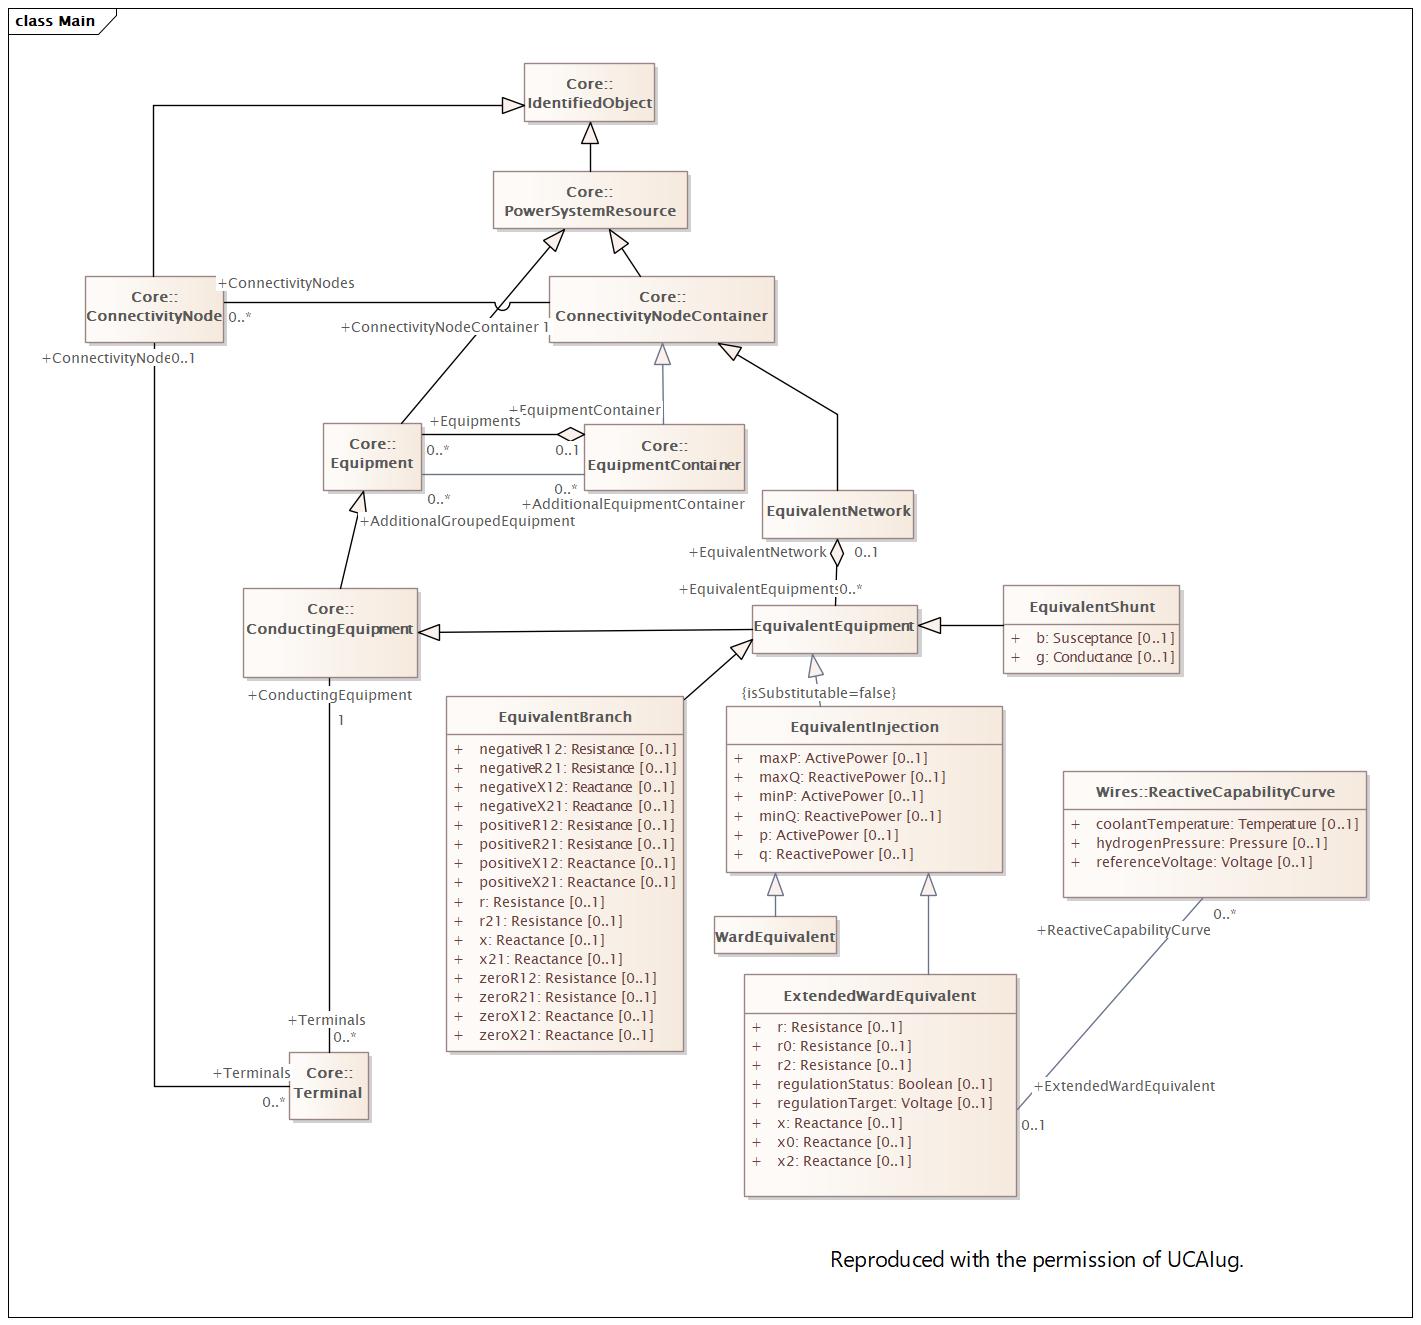 class Main
Core::
IdentifiedObject
Core::
PowerSystemResource
Core::
ConnectivityNode
+ConnectivityNodes
0..*
Core::
ConnectivityNodeContainer
+ConnectivityNodeContainer 1
+ConnectivityNode 0..1
Core::
Equipment
+Equipments
0..*
+EquipmentContainer
0..1
Core::
EquipmentContainer
0..*
0..*
+AdditionalEquipmentContainer
+AdditionalGroupedEquipment
EquivalentNetwork
+EquivalentNetwork 0..1
+EquivalentEquipments 0..*
Core::
ConductingEquipment
+ConductingEquipment
1
EquivalentEquipment
EquivalentShunt
+ b: Susceptance [0..1]
+ g: Conductance [0..1]
{isSubstitutable=false}
EquivalentBranch
+ negativeR12: Resistance [0..1]
+ negativeR21: Resistance [0..1]
+ negativeX12: Reactance [0..1]
+ negativeX21: Reactance [0..1]
+ positiveR12: Resistance [0..1]
+ positiveR21: Resistance [0..1]
+ positiveX12: Reactance [0..1]
+ positiveX21: Reactance [0..1]
+ r: Resistance [0..1]
+ r21: Resistance [0..1]
+ x: Reactance [0..1]
+ x21: Reactance [0..1]
+ zeroR12: Resistance [0..1]
+ zeroR21: Resistance [0..1]
+ zeroX12: Reactance [0..1]
+ zeroX21: Reactance [0..1]
EquivalentInjection
+ maxP: ActivePower [0..1]
+ maxQ: ReactivePower [0..1]
+ minP: ActivePower [0..1]
+ minQ: ReactivePower [0..1]
+ p: ActivePower [0..1]
+ q: ReactivePower [0..1]
Wires::ReactiveCapabilityCurve
+ coolantTemperature: Temperature [0..1]
+ hydrogenPressure: Pressure [0..1]
+ referenceVoltage: Voltage [0..1]
0..*
+ReactiveCapabilityCurve
WardEquivalent
ExtendedWardEquivalent
+ r: Resistance [0..1]
+ r0: Resistance [0..1]
+ r2: Resistance [0..1]
+ regulationStatus: Boolean [0..1]
+ regulationTarget: Voltage [0..1]
+ x: Reactance [0..1]
+ x0: Reactance [0..1]
+ x2: Reactance [0..1]
+ExtendedWardEquivalent
0..1
+Terminals
0..*
+Terminals
0..*
Core::
Terminal
Reproduced with the permission of UCAIug.